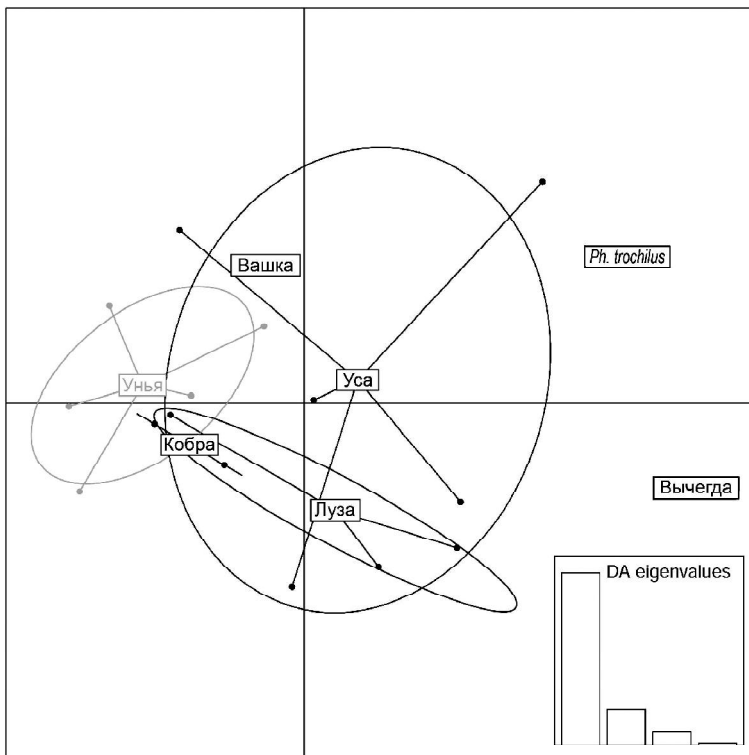 Ph. trochilus
Вашка
Уса
Унья
Кобра
Вычегда
Луза
DA eigenvalues